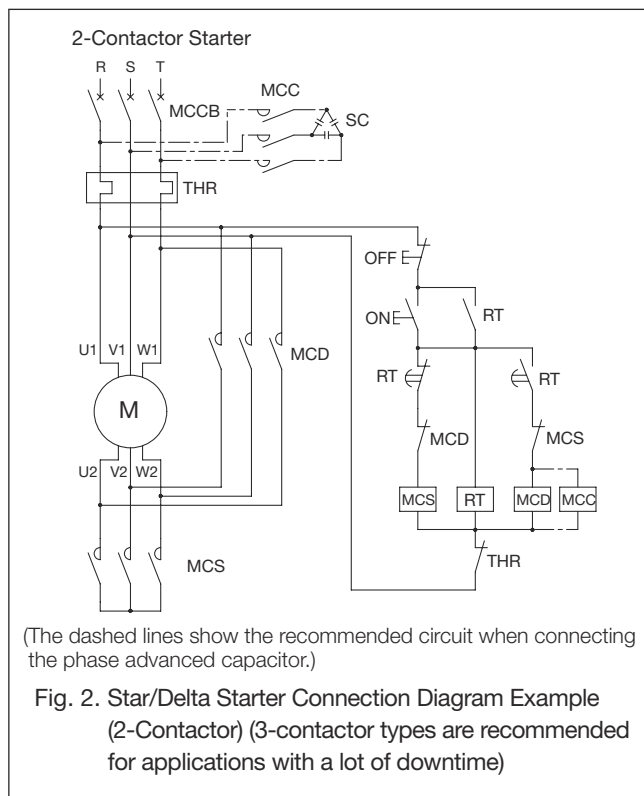 2-Contactor Starter
R S T
MCC
MCCB
SC
THR
OFF
ON
RT
U1 V1 W1
MCD
RT
RT
M
MCD
MCS
U2 V2 W2
MCS
RT
MCD
MCC
MCS
THR
(The dashed lines show the recommended circuit when connecting
the phase advanced capacitor.)
Fig. 2. Star/Delta Starter Connection Diagram Example
(2-Contactor) (3-contactor types are recommended
for applications with a lot of downtime)